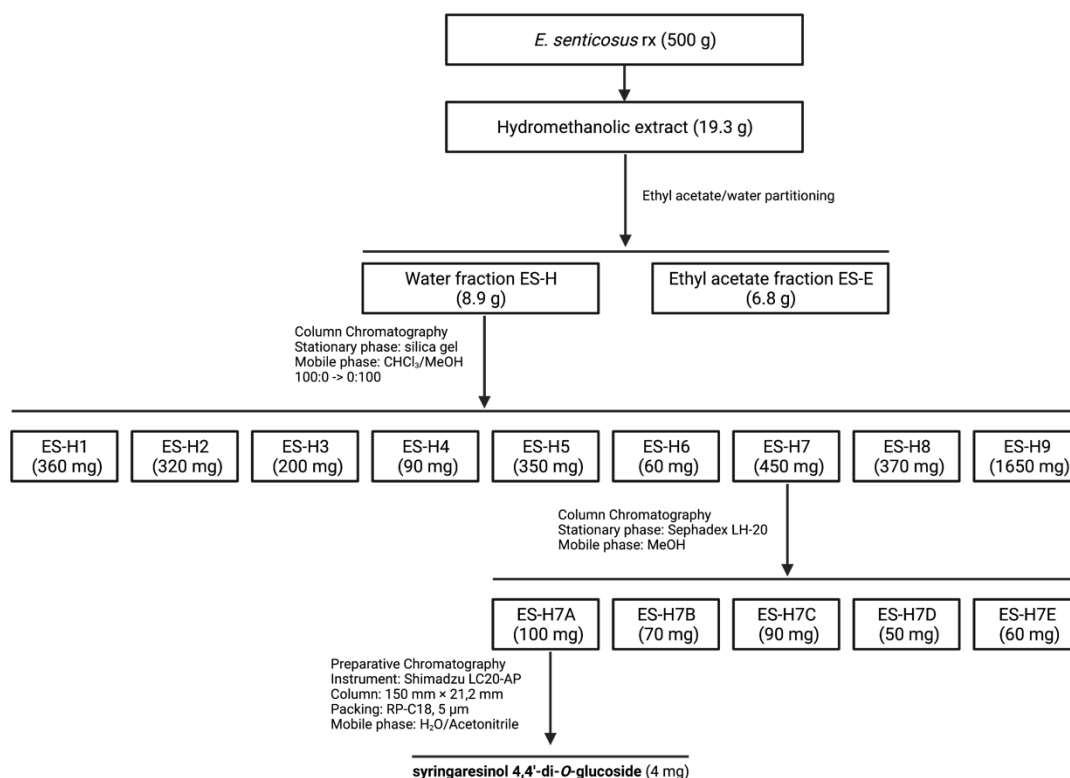 E. senticosus rx (500 g)
Hydromethanolic extract (19.3 g)
Ethyl acetate/water partitioning
Water fraction ES-H
(8.9 g)
Ethyl acetate fraction ES-E
(6.8 g)
Column Chromatography
Stationary phase: silica gel
Mobile phase: CHCl₃/MeOH
100:0 -> 0:100
ES-H1
(360 mg)
ES-H2
(320 mg)
ES-H3
(200 mg)
ES-H4
(90 mg)
ES-H5
(350 mg)
ES-H6
(60 mg)
ES-H7
(450 mg)
ES-H8
(370 mg)
ES-H9
(1650 mg)
Column Chromatography
Stationary phase: Sephadex LH-20
Mobile phase: MeOH
ES-H7A
(100 mg)
ES-H7B
(70 mg)
ES-H7C
(90 mg)
ES-H7D
(50 mg)
ES-H7E
(60 mg)
Preparative Chromatography
Instrument: Shimadzu LC20-AP
Column: 150 mm × 21,2 mm
Packing: RP-C18, 5 µm
Mobile phase: H₂O/Acetonitrile
syringaresinol 4,4'-di-O-glucoside (4 mg)